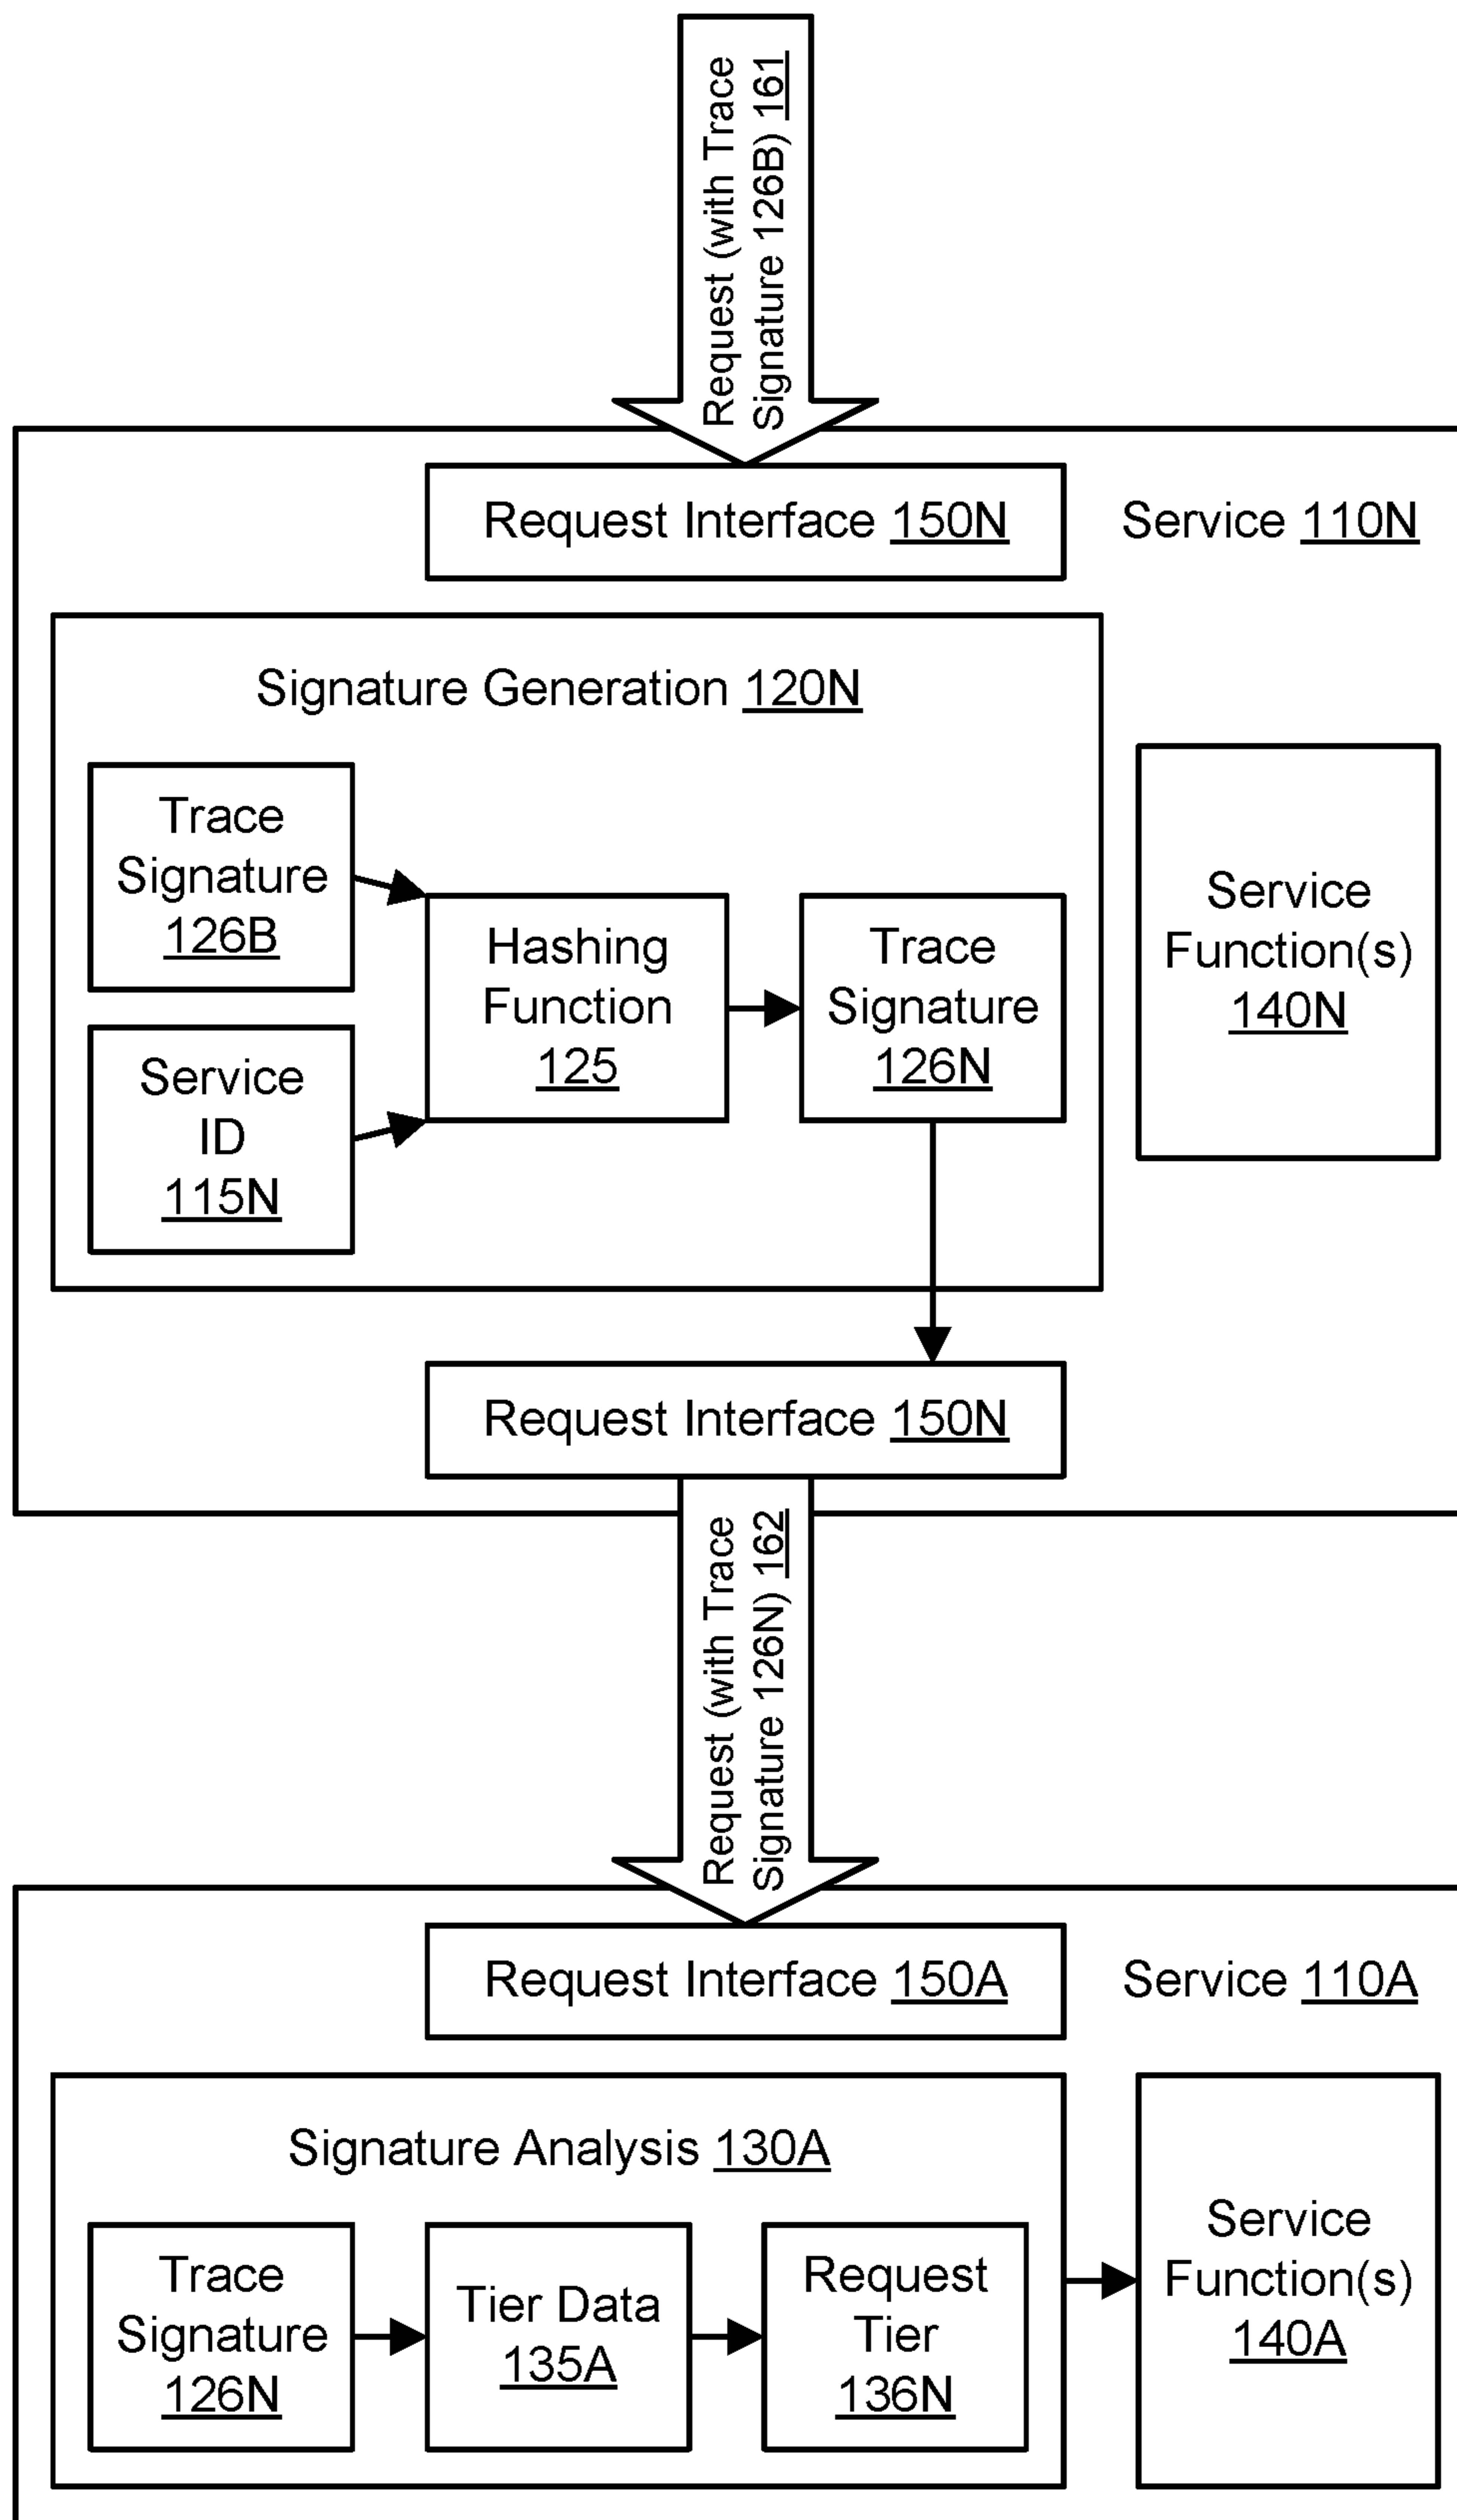 Request (with Trace
Signature 126B) 161
Request Interface 150N
Service 110N
Signature Generation 120N
Trace
Signature
126B
Service
ID
115N
Hashing
Function
125
Trace
Signature
126N
Service
Function(s)
140N
Request Interface 150N
Request (with Trace
Signature 126N) 162
Request Interface 150A
Service 110A
Signature Analysis 130A
Trace
Signature
126N
Tier Data
135A
Request
Tier
136N
Service
Function(s)
140A